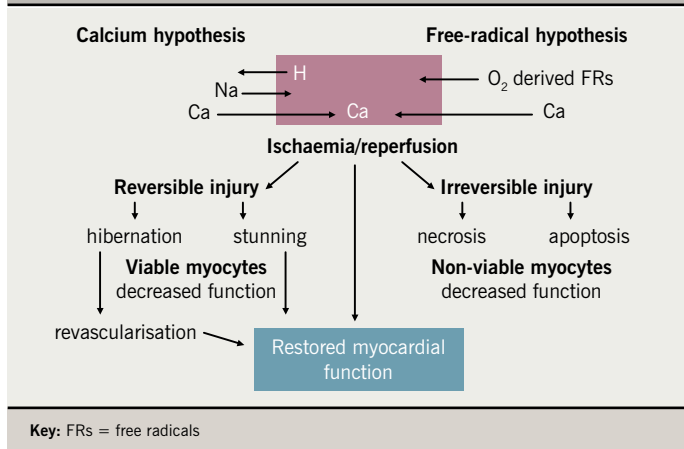 Calcium hypothesis
Free-radical hypothesis
H
Na
Ca
Ca
O₂ derived FRs
Ca
Ischaemia/reperfusion
Reversible injury
Irreversible injury
hibernation
stunning
necrosis
apoptosis
Viable myocytes
decreased function
Non-viable myocytes
decreased function
revascularisation
Restored myocardial
function
Key: FRs = free radicals